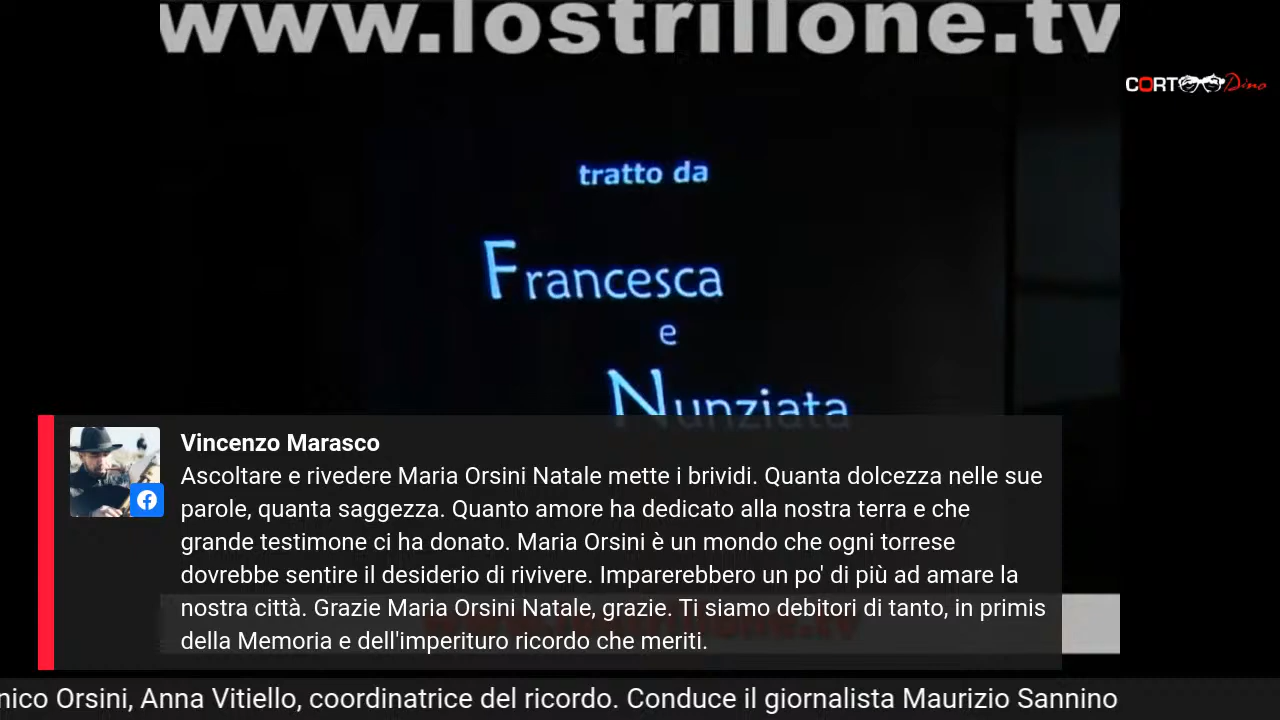 www.lostrillone.tv
CORT Dino
tratto da
Francesca
e
Nunziata
Vincenzo Marasco
Ascoltare e rivedere Maria Orsini Natale mette i brividi. Quanta dolcezza nelle sue
parole, quanta saggezza. Quanto amore ha dedicato alla nostra terra e che
grande testimone ci ha donato. Maria Orsini è un mondo che ogni torrese
dovrebbe sentire il desiderio di rivivere. Imparerebbero un po' di più ad amare la
nostra città. Grazie Maria Orsini Natale, grazie. Ti siamo debitori di tanto, in primis
della Memoria e dell'imperituro ricordo che meriti.
nico Orsini, Anna Vitiello, coordinatrice del ricordo. Conduce il giornalista Maurizio Sannino